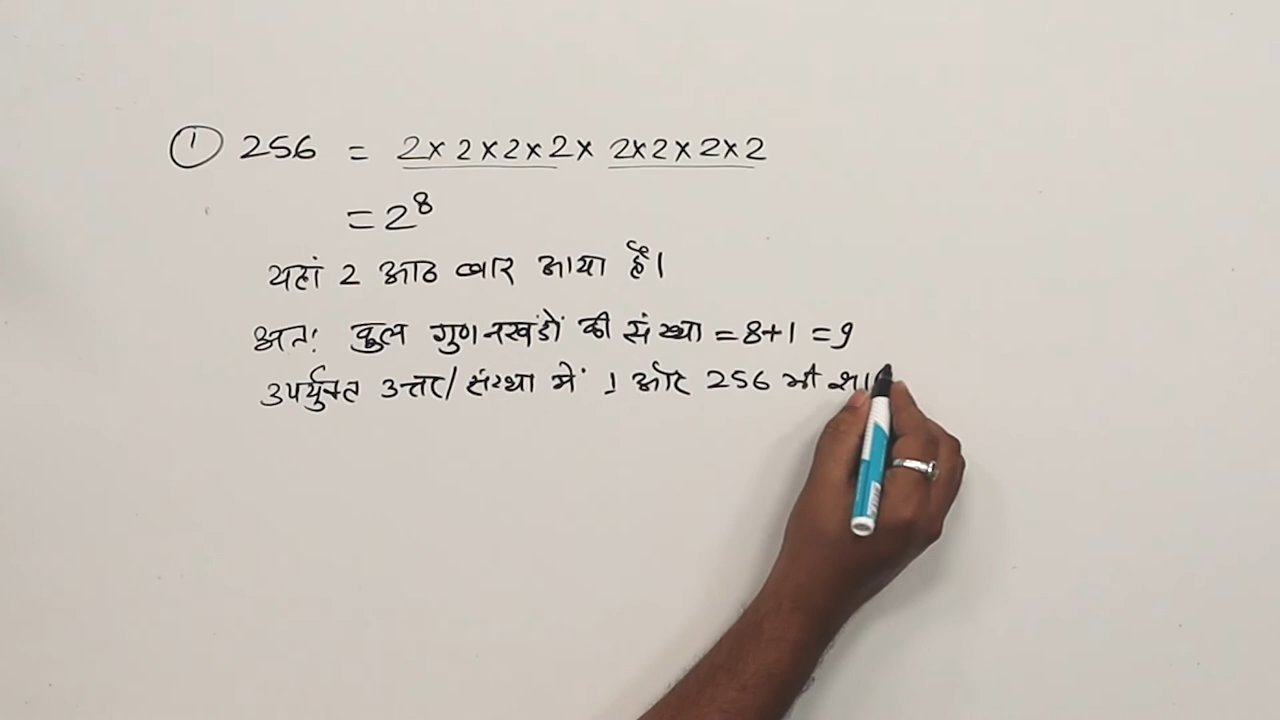 ① 256 = 2×2×2×2×2×2×2×2
= 2⁸
यहां 2 आठ बार आया है।
अतः कुल गुणनखंडों की संख्या = 8+1 = 9
उपर्युक्त उत्तर/संख्या में 1 और 256 भी